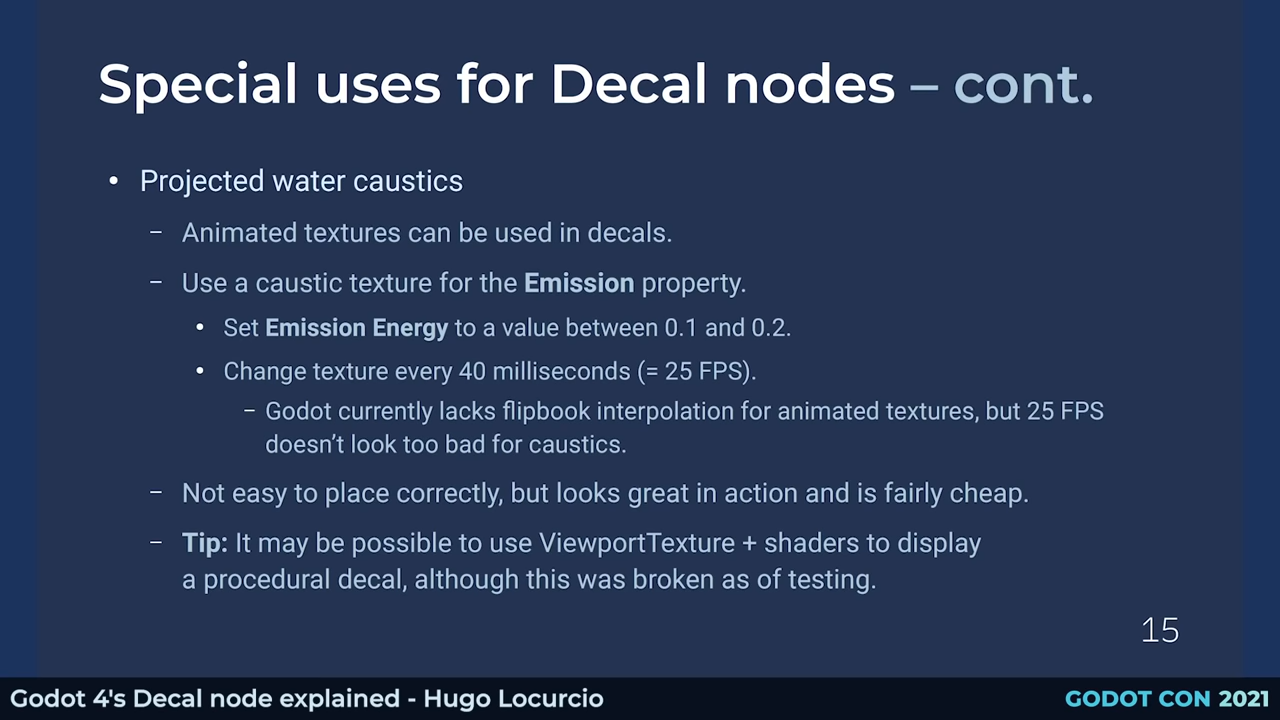 Special uses for Decal nodes – cont.
• Projected water caustics
– Animated textures can be used in decals.
– Use a caustic texture for the Emission property.
• Set Emission Energy to a value between 0.1 and 0.2.
• Change texture every 40 milliseconds (= 25 FPS).
– Godot currently lacks flipbook interpolation for animated textures, but 25 FPS
doesn’t look too bad for caustics.
– Not easy to place correctly, but looks great in action and is fairly cheap.
– Tip: It may be possible to use ViewportTexture + shaders to display
a procedural decal, although this was broken as of testing.
15
Godot 4's Decal node explained - Hugo Locurcio
GODOT CON 2021